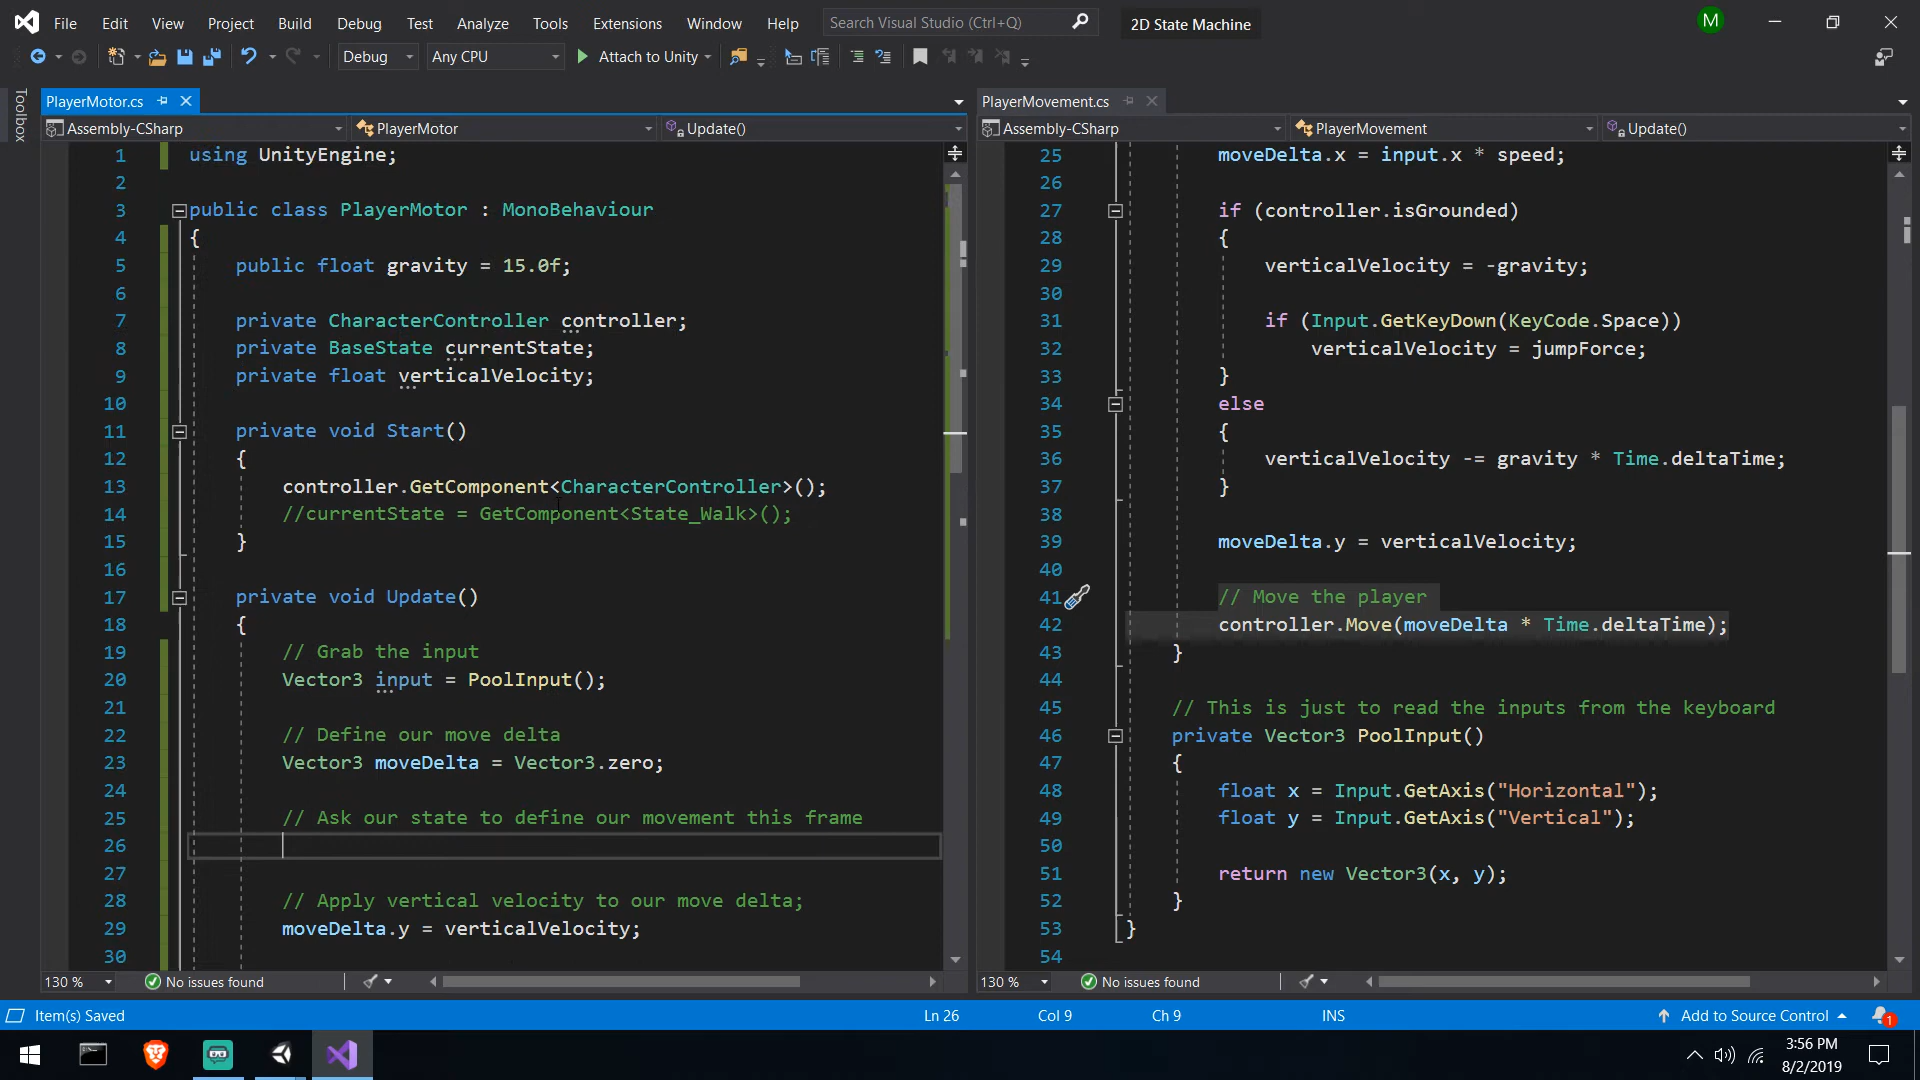 File Edit View Project Build Debug Test Analyze Tools Extensions Window Help Search Visual Studio (Ctrl+Q) 2D State Machine M
Debug Any CPU Attach to Unity
Toolbox
PlayerMotor.cs
Assembly-CSharp PlayerMotor Update()
1 using UnityEngine;
2
3 public class PlayerMotor : MonoBehaviour
4 {
5 public float gravity = 15.0f;
6
7 private CharacterController controller;
8 private BaseState currentState;
9 private float verticalVelocity;
10
11 private void Start()
12 {
13 controller.GetComponent<CharacterController>();
14 //currentState = GetComponent<State_Walk>();
15 }
16
17 private void Update()
18 {
19 // Grab the input
20 Vector3 input = PoolInput();
21
22 // Define our move delta
23 Vector3 moveDelta = Vector3.zero;
24
25 // Ask our state to define our movement this frame
26
27
28 // Apply vertical velocity to our move delta;
29 moveDelta.y = verticalVelocity;
30
130 % No issues found
PlayerMovement.cs
Assembly-CSharp PlayerMovement Update()
25 moveDelta.x = input.x * speed;
26
27 if (controller.isGrounded)
28 {
29 verticalVelocity = -gravity;
30
31 if (Input.GetKeyDown(KeyCode.Space))
32 verticalVelocity = jumpForce;
33 }
34 else
35 {
36 verticalVelocity -= gravity * Time.deltaTime;
37 }
38
39 moveDelta.y = verticalVelocity;
40
41 // Move the player
42 controller.Move(moveDelta * Time.deltaTime);
43 }
44
45 // This is just to read the inputs from the keyboard
46 private Vector3 PoolInput()
47 {
48 float x = Input.GetAxis("Horizontal");
49 float y = Input.GetAxis("Vertical");
50
51 return new Vector3(x, y);
52 }
53 }
54
130 % No issues found
Item(s) Saved Ln 26 Col 9 Ch 9 INS Add to Source Control 1
3:56 PM
8/2/2019